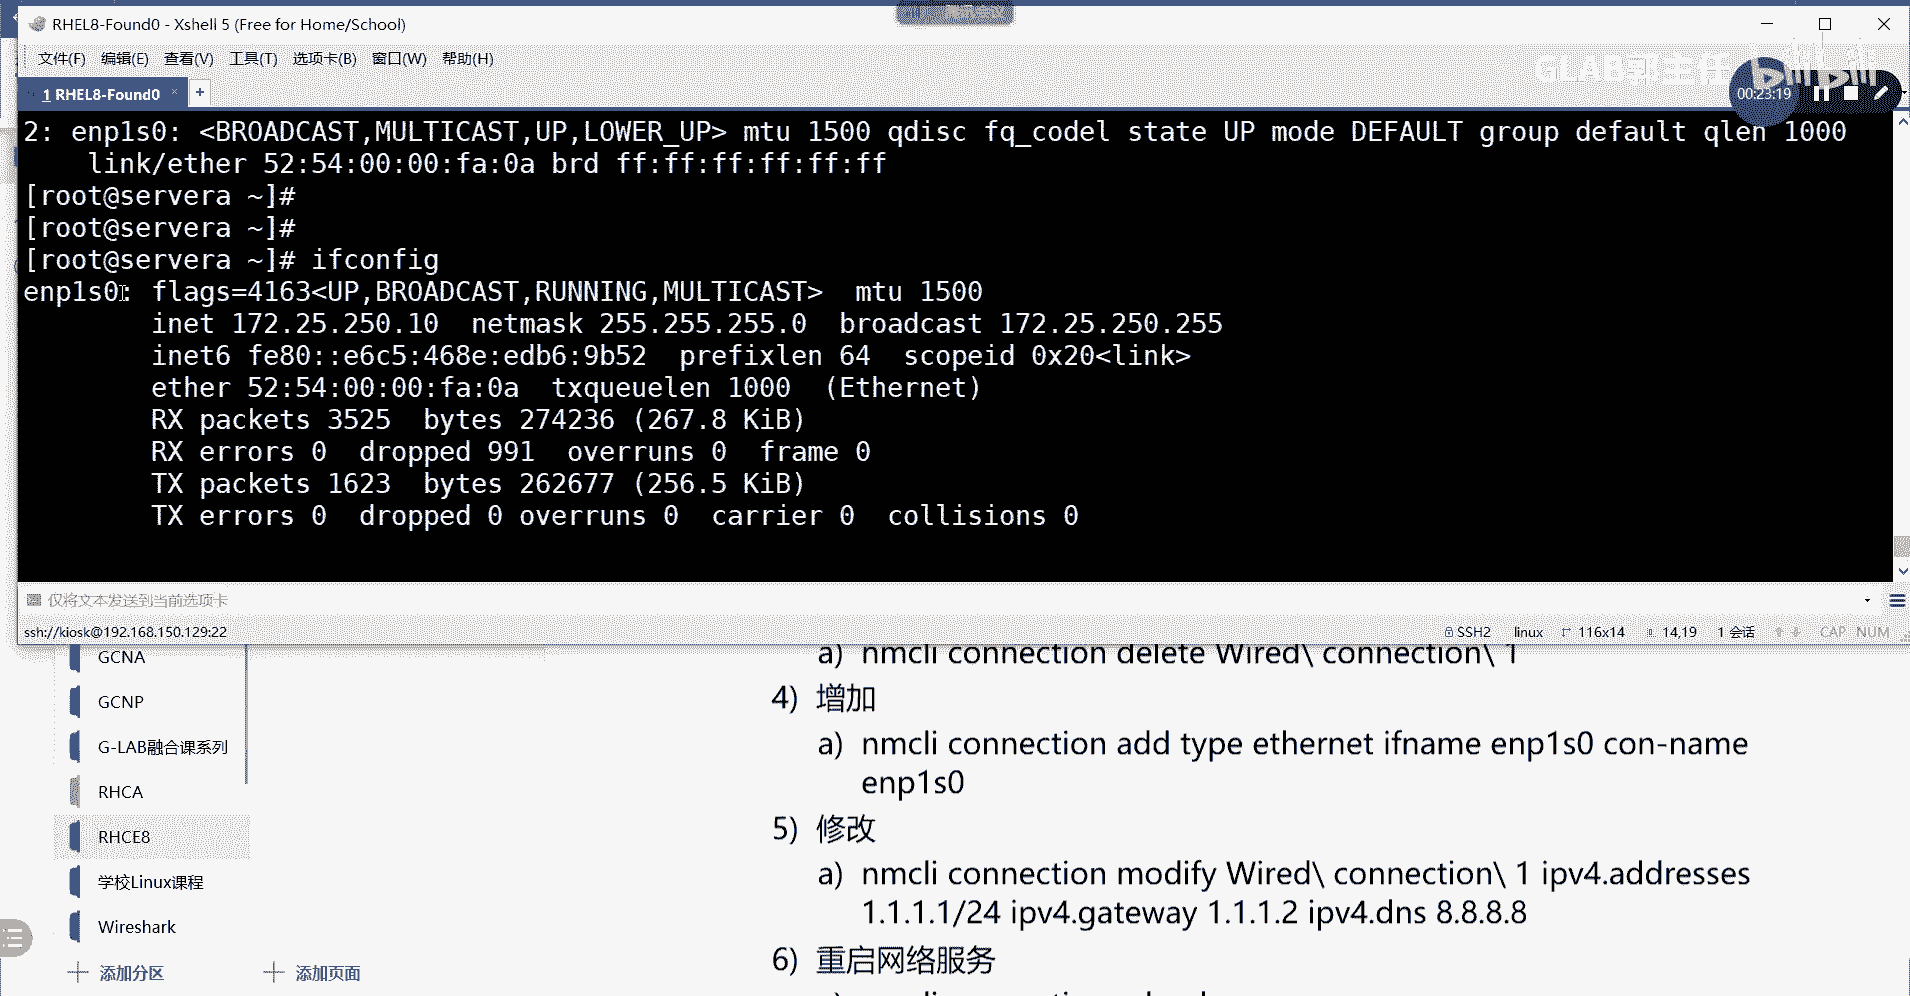 RHEL8-Found0 - Xshell 5 (Free for Home/School)
腾讯会议
文件(F) 编辑(E) 查看(V) 工具(T) 选项卡(B) 窗口(W) 帮助(H)
GLAB郭主任 bilibili
00:23:19
1 RHEL8-Found0 × +
2: enp1s0: <BROADCAST,MULTICAST,UP,LOWER_UP> mtu 1500 qdisc fq_codel state UP mode DEFAULT group default qlen 1000
link/ether 52:54:00:00:fa:0a brd ff:ff:ff:ff:ff:ff
[root@servera ~]#
[root@servera ~]#
[root@servera ~]# ifconfig
enp1s0: flags=4163<UP,BROADCAST,RUNNING,MULTICAST> mtu 1500
inet 172.25.250.10 netmask 255.255.255.0 broadcast 172.25.250.255
inet6 fe80::e6c5:468e:edb6:9b52 prefixlen 64 scopeid 0x20<link>
ether 52:54:00:00:fa:0a txqueuelen 1000 (Ethernet)
RX packets 3525 bytes 274236 (267.8 KiB)
RX errors 0 dropped 991 overruns 0 frame 0
TX packets 1623 bytes 262677 (256.5 KiB)
TX errors 0 dropped 0 overruns 0 carrier 0 collisions 0
仅将文本发送到当前选项卡
ssh://kiosk@192.168.150.129:22 SSH2 linux 116x14 14,19 1 会话 CAP NUM
GCNA
GCNP
G-LAB融合课系列
RHCA
RHCE8
学校Linux课程
Wireshark
添加分区 添加页面
a) nmcli connection delete Wired\ connection\ 1
4) 增加
a) nmcli connection add type ethernet ifname enp1s0 con-name
enp1s0
5) 修改
a) nmcli connection modify Wired\ connection\ 1 ipv4.addresses
1.1.1.1/24 ipv4.gateway 1.1.1.2 ipv4.dns 8.8.8.8
6) 重启网络服务